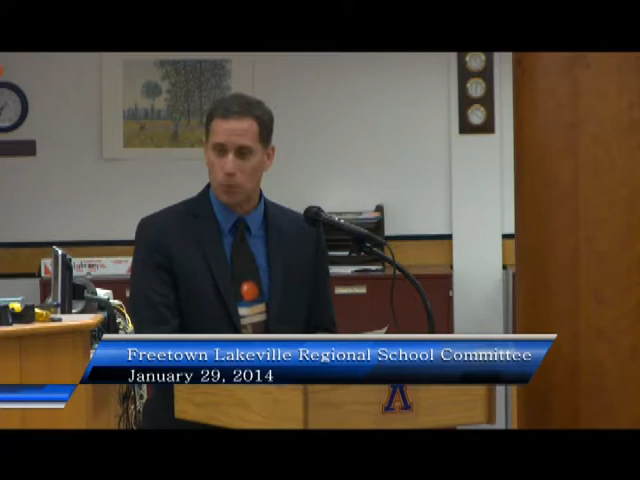 Freetown Lakeville Regional School Committee
January 29, 2014
A